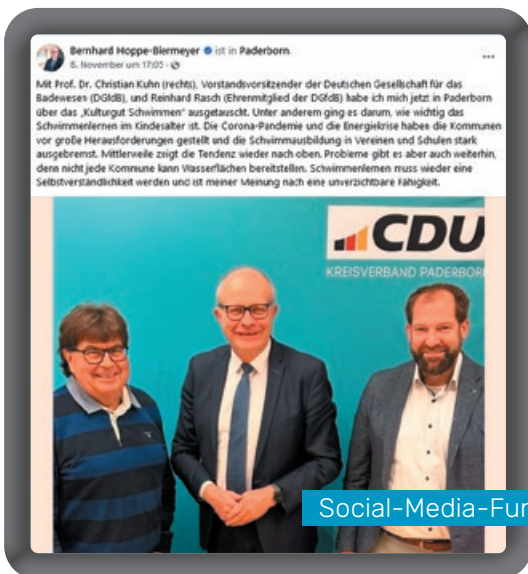 Bernhard Hoppe-Biermeyer ist in Paderborn.
8. November um 17:05 ·
Mit Prof. Dr. Christian Kuhn (rechts), Vorstandsvorsitzender der Deutschen Gesellschaft für das
Badewesen (DGfdB), und Reinhard Rasch (Ehrenmitglied der DGfdB) habe ich mich jetzt in Paderborn
über das „Kulturgut Schwimmen" ausgetauscht. Unter anderem ging es darum, wie wichtig das
Schwimmenlernen im Kindesalter ist. Die Corona-Pandemie und die Energiekrise haben die Kommunen
vor große Herausforderungen gestellt und die Schwimmausbildung in Vereinen und Schulen stark
ausgebremst. Mittlerweile zeigt die Tendenz wieder nach oben. Probleme gibt es aber auch weiterhin,
denn nicht jede Kommune kann Wasserflächen bereitstellen. Schwimmenlernen muss wieder eine
Selbstverständlichkeit werden und ist meiner Meinung nach eine unverzichtbare Fähigkeit.
CDU
KREISVERBAND PADERBOR
Social-Media-Fun